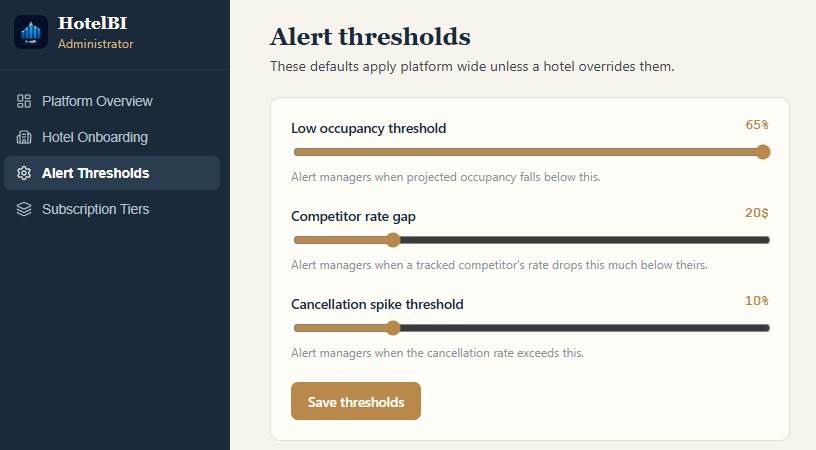 HotelBI
Administrator
Platform Overview
Hotel Onboarding
Alert Thresholds
Subscription Tiers
Alert thresholds
These defaults apply platform wide unless a hotel overrides them.
Low occupancy threshold 65%
Alert managers when projected occupancy falls below this.
Competitor rate gap 20$
Alert managers when a tracked competitor's rate drops this much below theirs.
Cancellation spike threshold 10%
Alert managers when the cancellation rate exceeds this.
Save thresholds